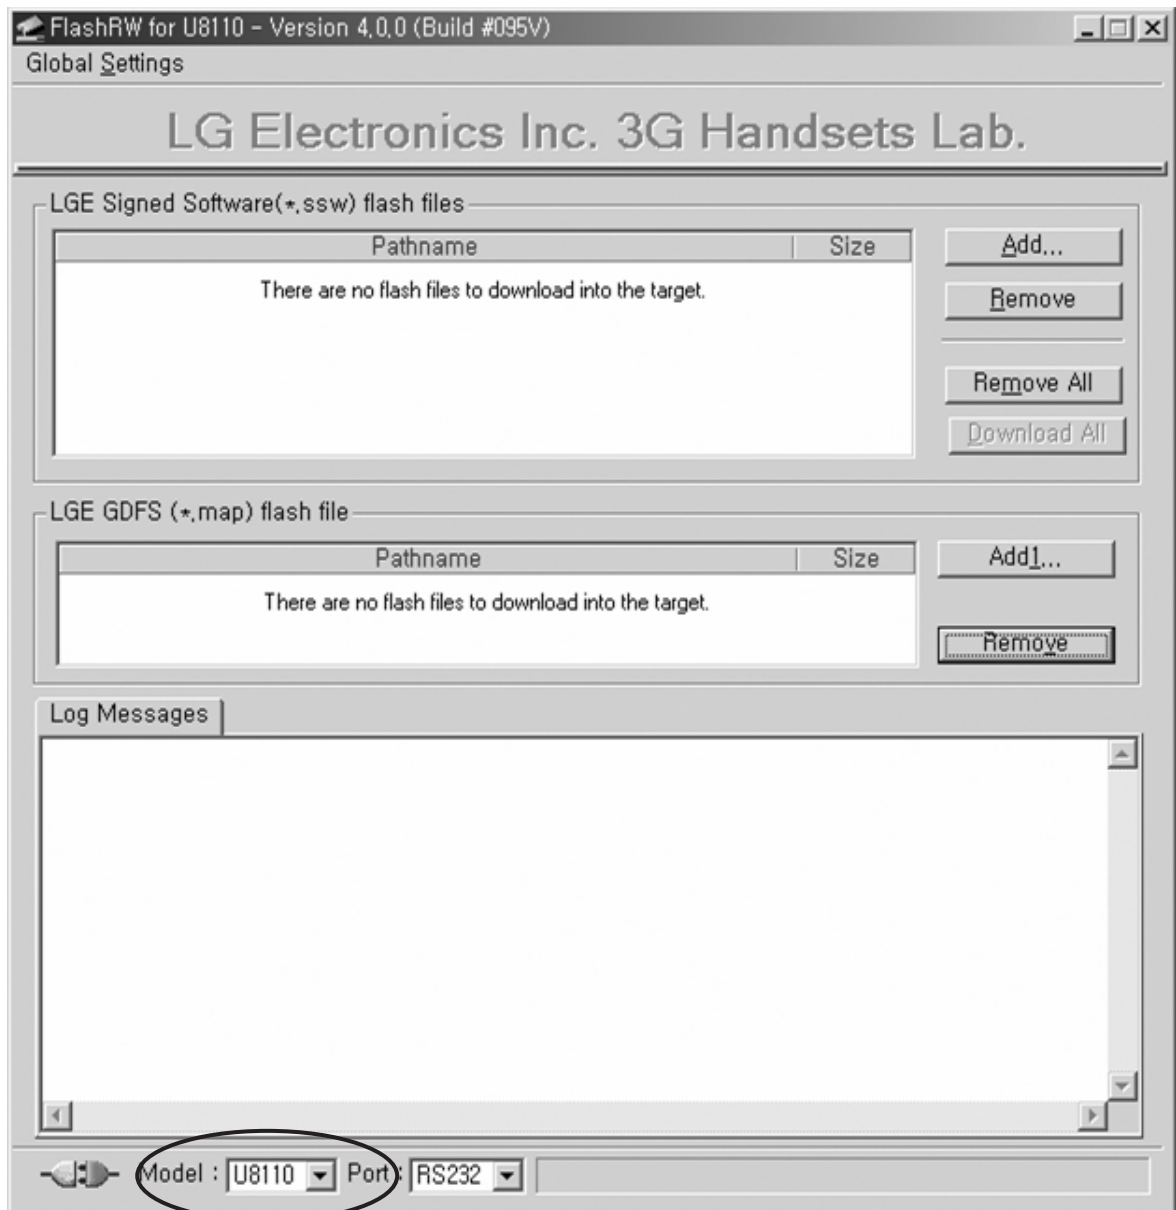 FlashRW for U8110 - Version 4,0,0 (Build #095V)
Global Settings
LG Electronics Inc. 3G Handsets Lab.
LGE Signed Software(*,ssw) flash files
Pathname Size
There are no flash files to download into the target.
Add...
Remove
Remove All
Download All
LGE GDFS (*,map) flash file
Pathname Size
There are no flash files to download into the target.
Add1...
Remove
Log Messages
Model : U8110 Port : RS232